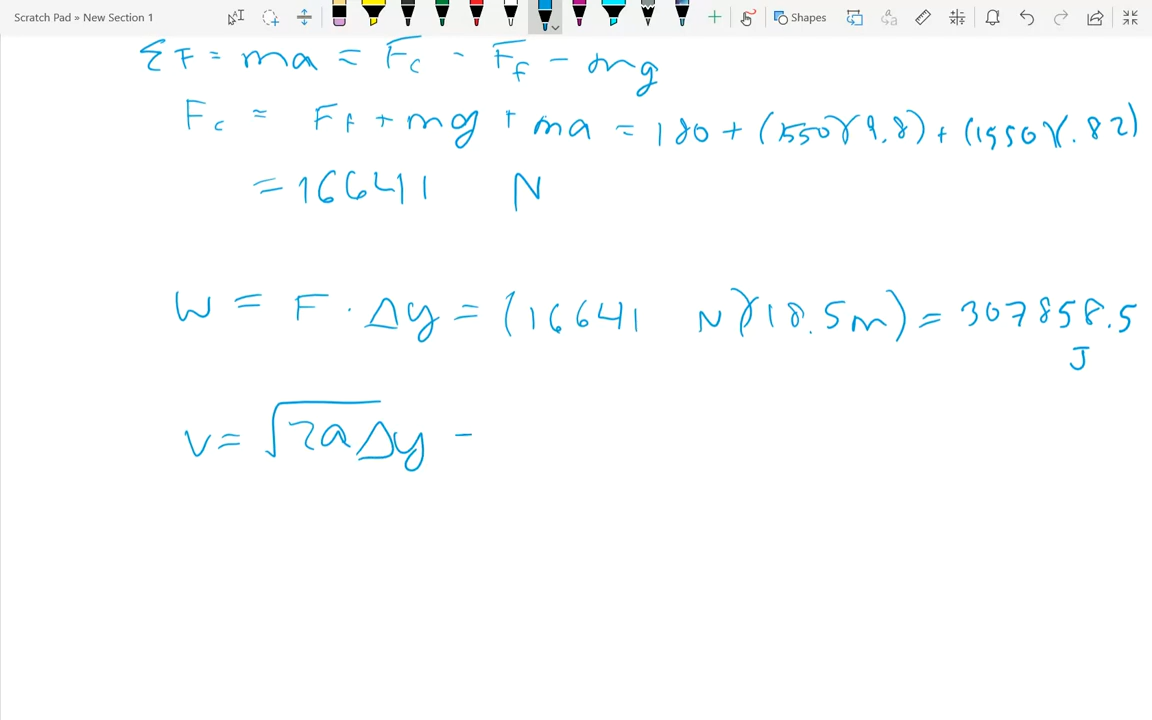 Scratch Pad » New Section 1 Shapes
ΣF = ma = Fc - Ff - mg
Fc = Ff + mg + ma = 180 + (1550)(9.8) + (1550)(.82)
= 16641 N
W = F · Δy = (16641 N)(18.5m) = 307858.5
J
v = √2aΔy =